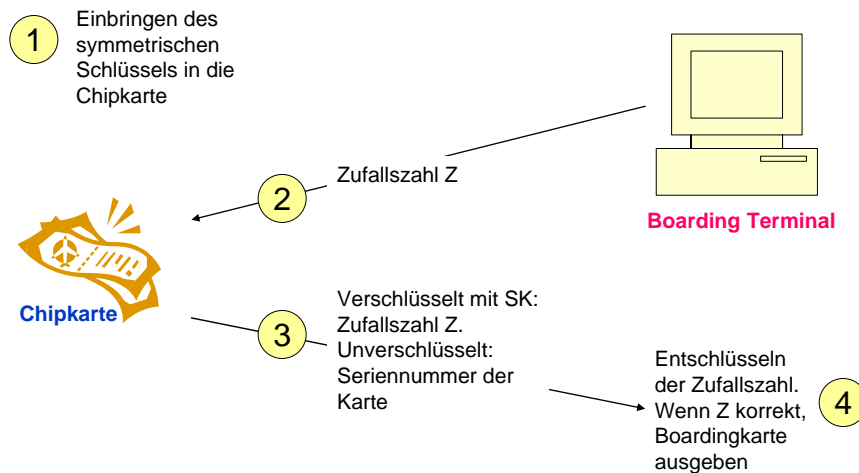 1
Einbringen des
symmetrischen
Schlüssels in die
Chipkarte
2
Zufallszahl Z
Boarding Terminal
Chipkarte
3
Verschlüsselt mit SK:
Zufallszahl Z.
Unverschlüsselt:
Seriennummer der
Karte
Entschlüsseln
der Zufallszahl.
Wenn Z korrekt,
Boardingkarte
ausgeben
4